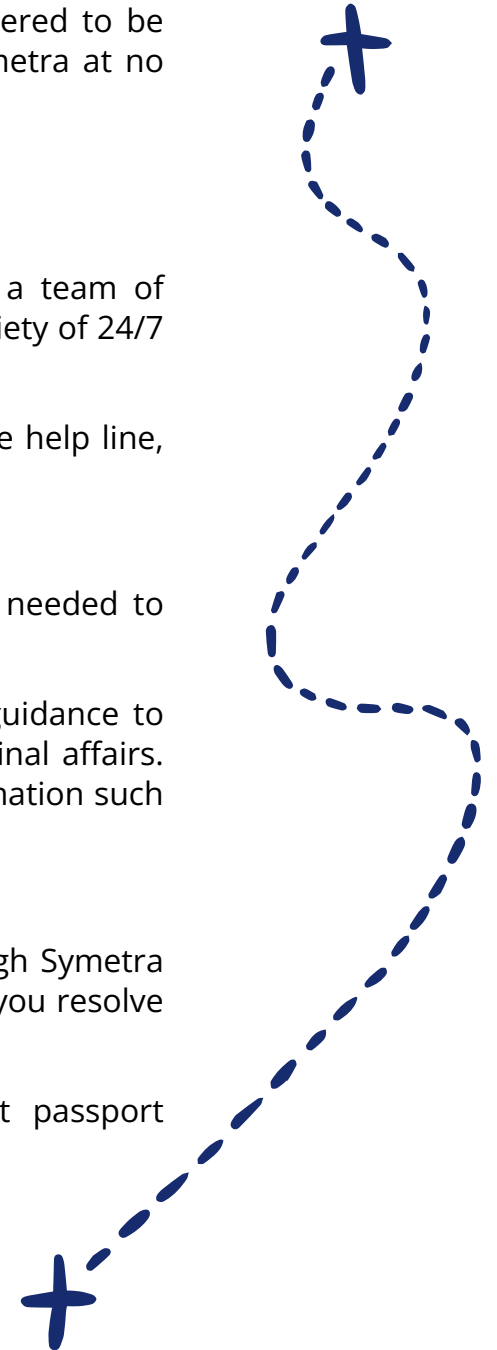 ered to be
netra at no
a team of
iety of 24/7
e help line,
needed to
guidance to
inal affairs.
nation such
gh Symetra
you resolve
t passport